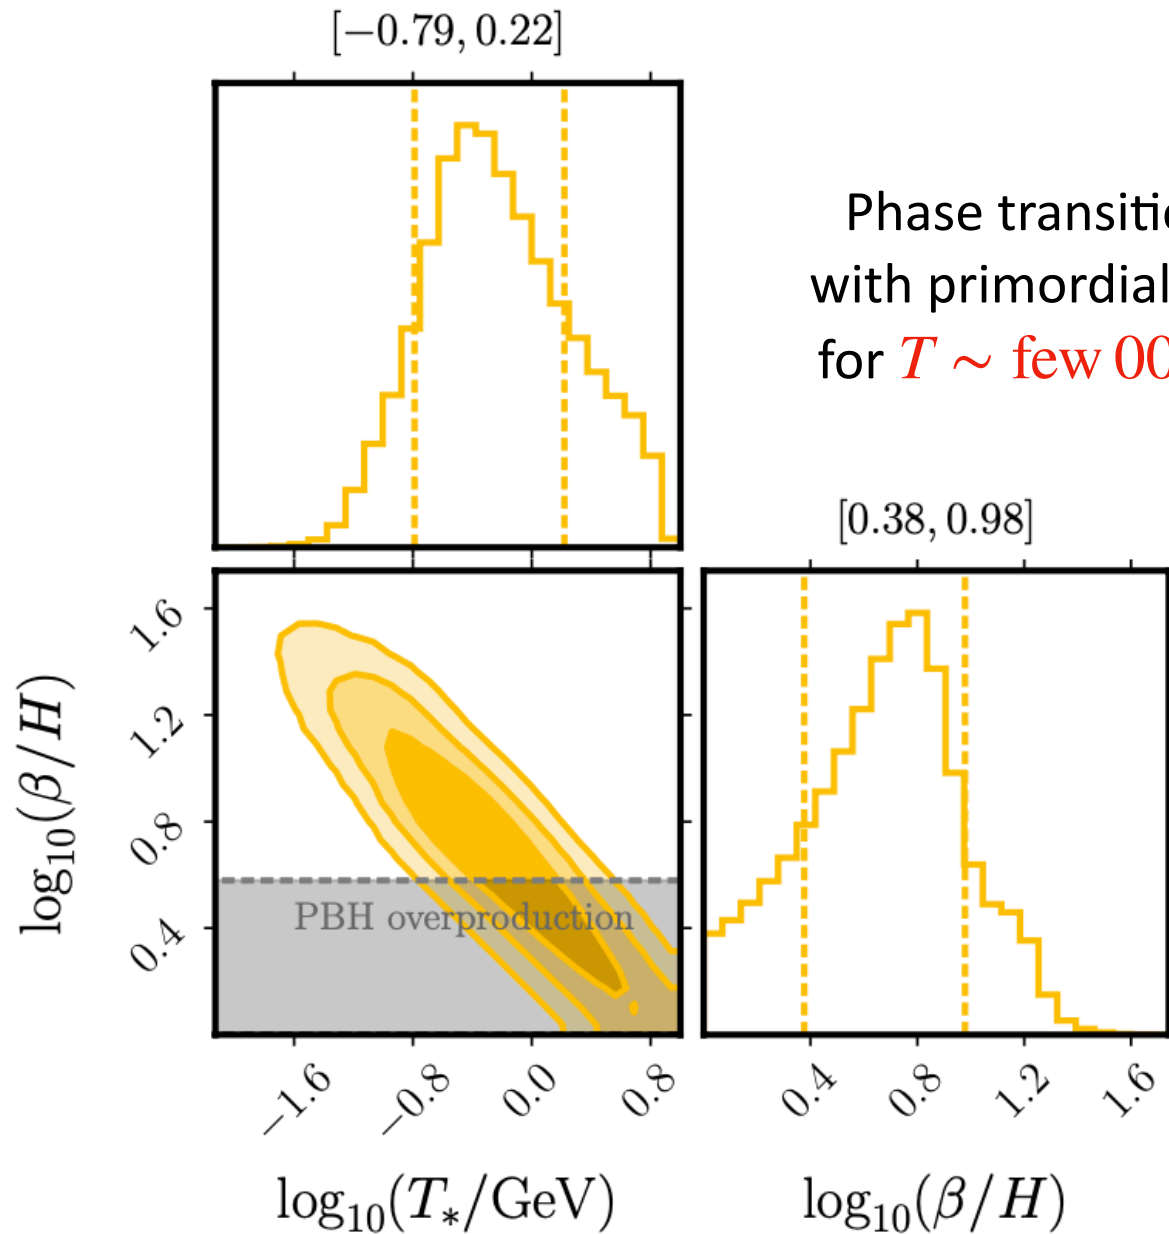 [−0.79, 0.22]
Phase transitio
with primordial
for T ∼ few 00
[0.38, 0.98]
log₁₀(β/H)
1.6
1.2
0.8
0.4
PBH overproduction
−1.6
−0.8
0.0
0.8
0.4
0.8
1.2
1.6
log₁₀(T∗/GeV)
log₁₀(β/H)